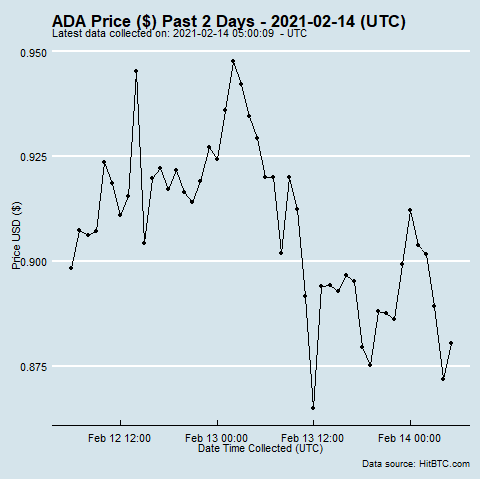 ADA Price ($) Past 2 Days - 2021-02-14 (UTC)
Latest data collected on: 2021-02-14 05:00:09 - UTC
0.950
0.925
0.900
0.875
Price USD ($)
Feb 12 12:00 Feb 13 00:00 Feb 13 12:00 Feb 14 00:00
Date Time Collected (UTC)
Data source: HitBTC.com